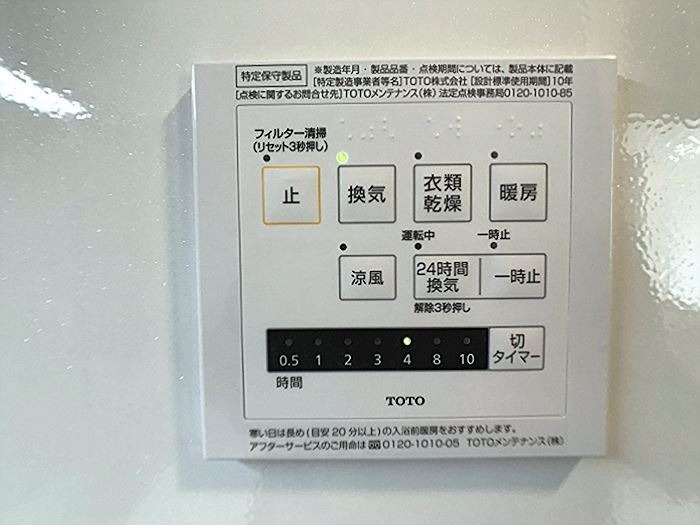 特定保守製品 ※製造年月・製品品番・点検期間については、製品本体に記載
[特定製造事業者等名]TOTO株式会社 [設計標準使用期間]10年
[点検に関するお問合せ先]TOTOメンテナンス(株) 法定点検事務局0120-1010-85
フィルター清掃
(リセット3秒押し)
止 換気 衣類乾燥 暖房
運転中 一時止
涼風 24時間換気 一時止
解除3秒押し
0.5 1 2 3 4 8 10 切タイマー
時間
TOTO
寒い日は長め(目安20分以上)の入浴前暖房をおすすめします。
アフターサービスのご用命は 0120-1010-05 TOTOメンテナンス(株)